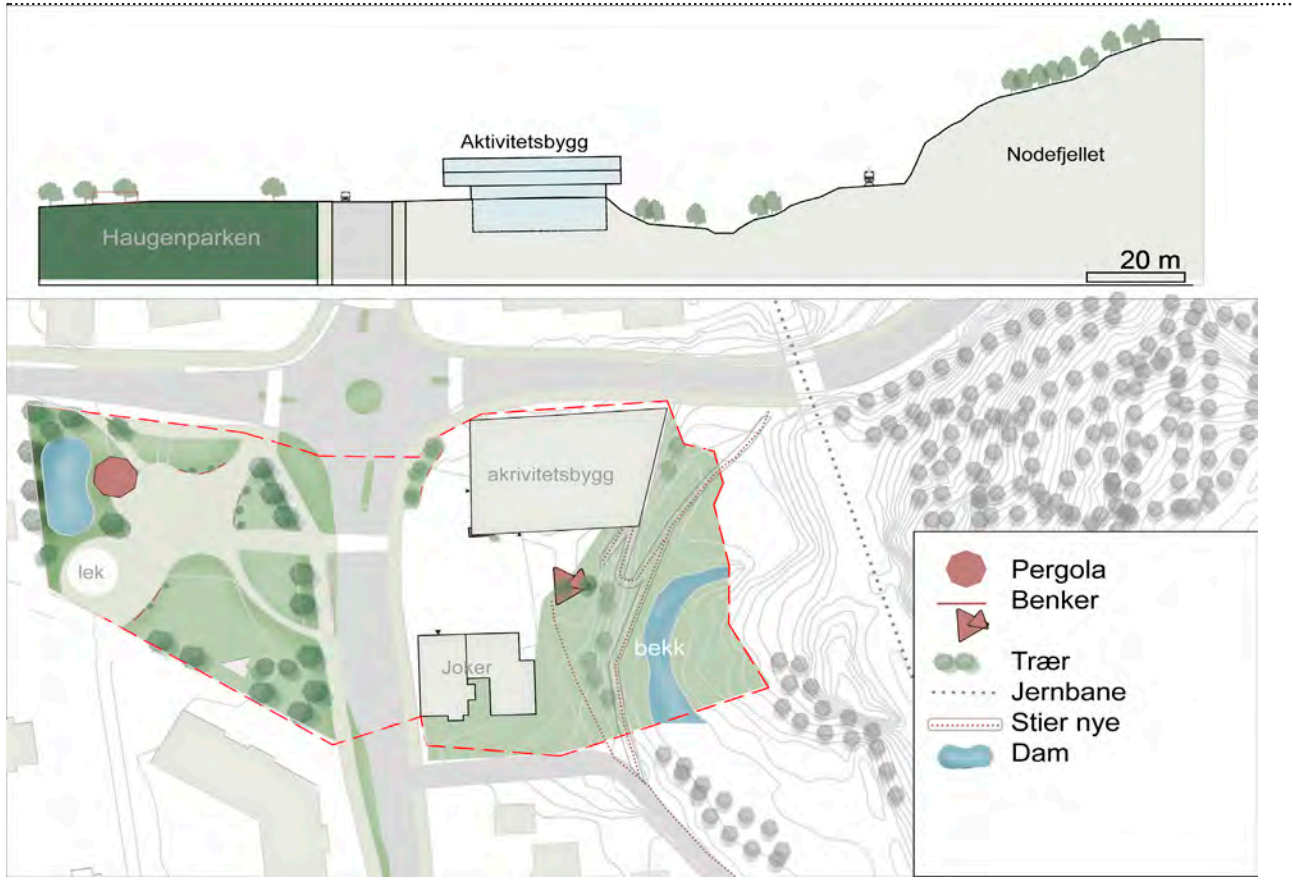 Aktivitetsbygg
Nodefjellet
Haugenparken
20 m
akrivitetsbygg
lek
Joker
bekk
Pergola
Benker
Trær
Jernbane
Stier nye
Dam